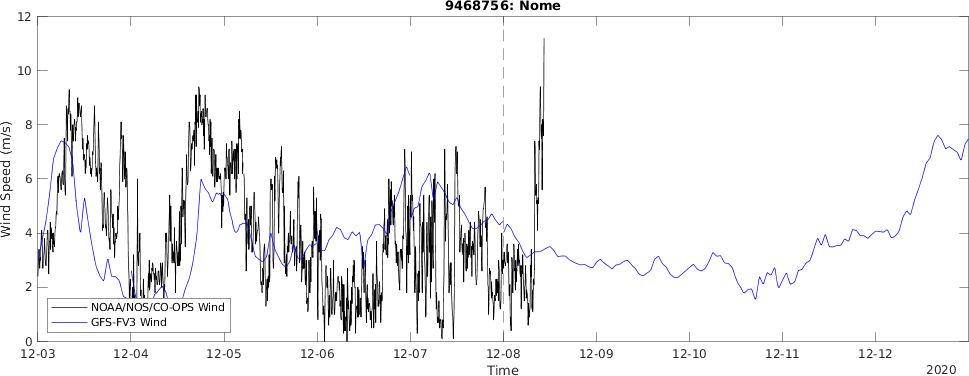 9468756: Nome
12
10
8
6
4
2
0
Wind Speed (m/s)
NOAA/NOS/CO-OPS Wind
GFS-FV3 Wind
12-03 12-04 12-05 12-06 12-07 12-08 12-09 12-10 12-11 12-12
Time
2020